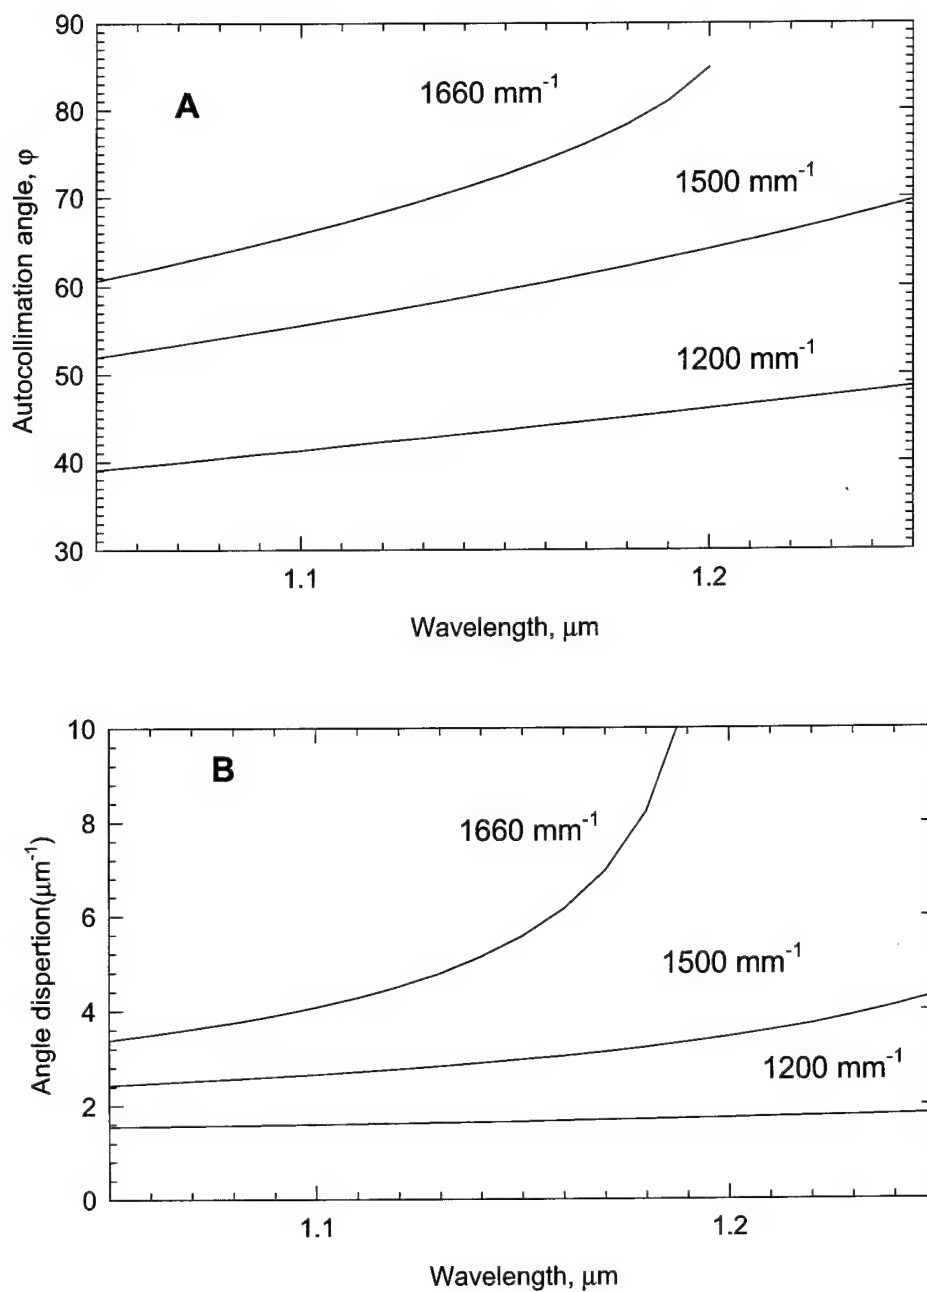 90
80
70
60
50
40
30
A
1660 mm⁻¹
1500 mm⁻¹
1200 mm⁻¹
Autocollimation angle, φ
1.1
1.2
Wavelength, μm
10
8
6
4
2
0
B
1660 mm⁻¹
1500 mm⁻¹
1200 mm⁻¹
Angle dispertion(μm⁻¹)
1.1
1.2
Wavelength, μm